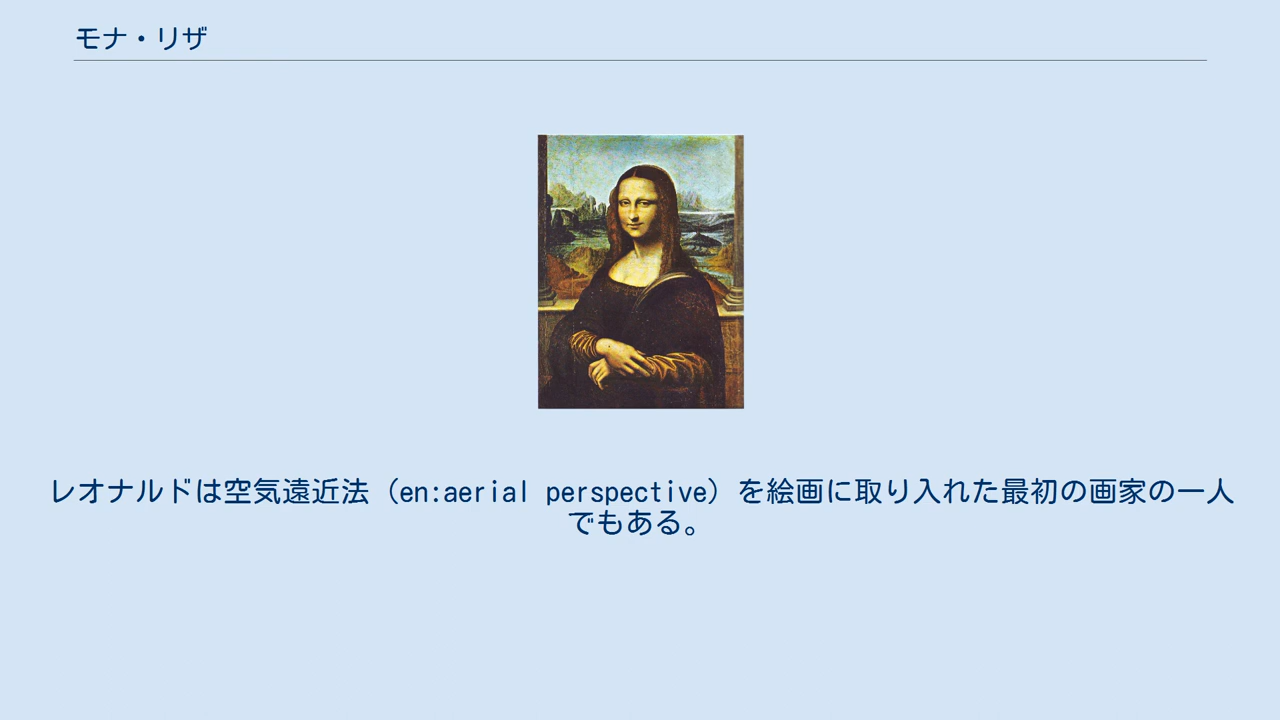 モナ・リザ
レオナルドは空気遠近法（en:aerial perspective）を絵画に取り入れた最初の画家の一人
でもある。